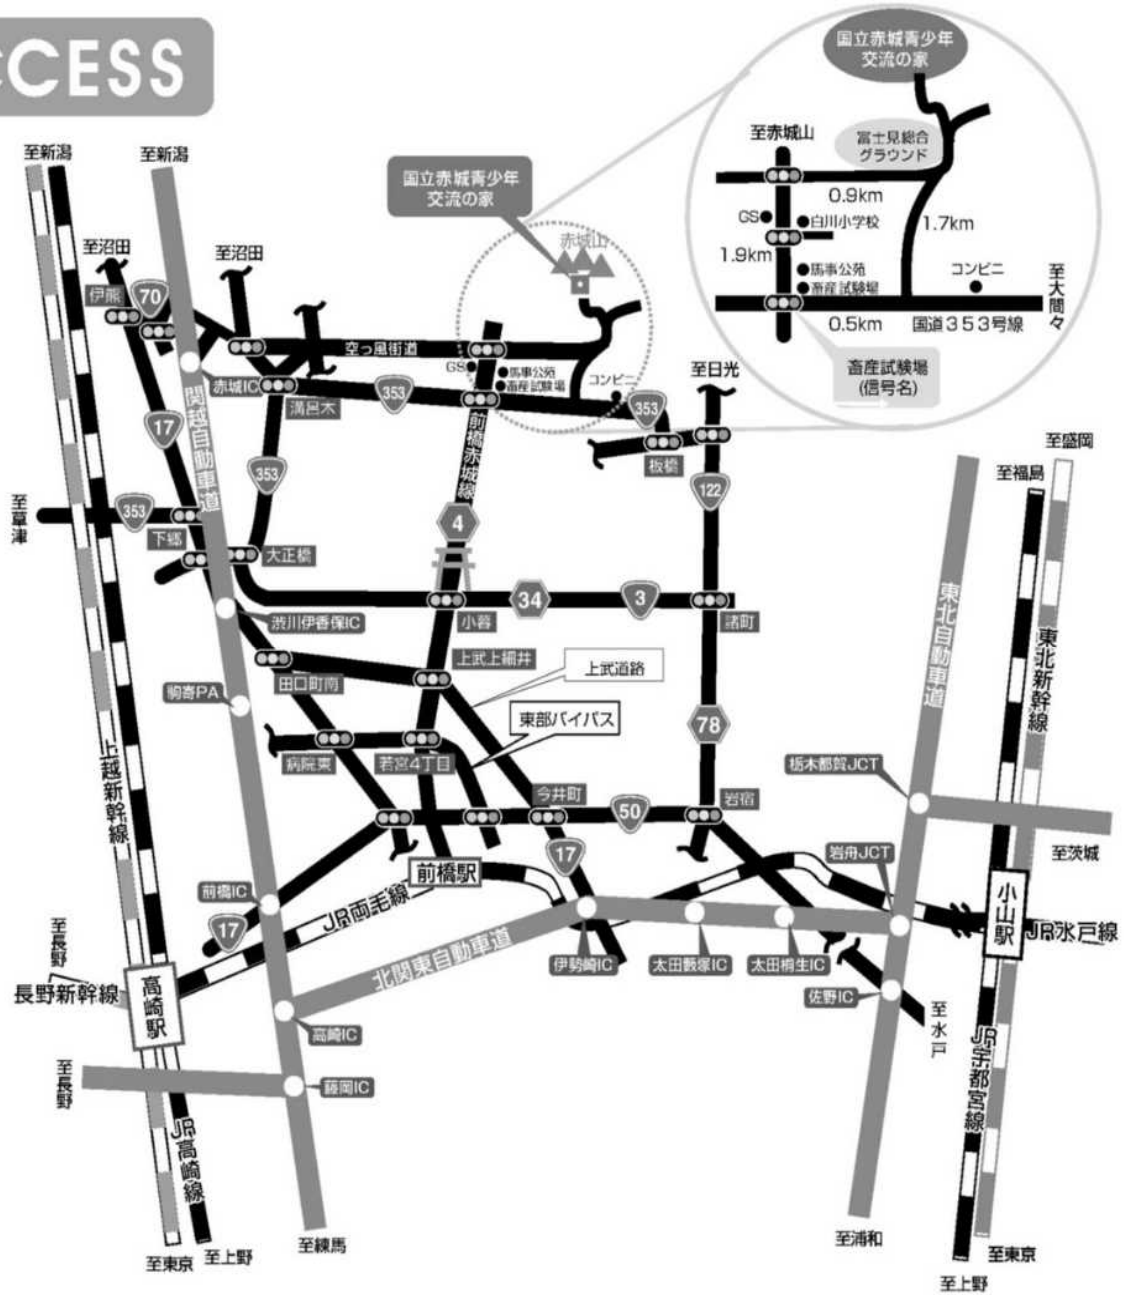 CCESS
国立赤城青少年
交流の家
至赤城山
富士見総合
グラウンド
0.9km
GS
白川小学校
1.7km
1.9km
馬事公苑
畜産試験場
コンビニ
至大間々
0.5km
国道353号線
畜産試験場
(信号名)
至新潟
至新潟
国立赤城青少年
交流の家
赤城山
至沼田
至沼田
伊熊
70
空っ風街道
GS
馬事公苑
畜産試験場
コンビニ
至日光
赤城IC
溝呂木
353
353
板橋
17
関越自動車道
前橋赤城線
353
122
至草津
353
下郷
大正橋
4
34
3
小暮
諸町
渋川伊香保IC
至盛岡
至福島
東北自動車道
東北新幹線
上武上細井
田口町南
上武道路
駒寄PA
東部バイパス
78
病院東
若宮4丁目
上越新幹線
栃木都賀JCT
今井町
50
岩宿
至茨城
17
岩舟JCT
前橋駅
前橋IC
17
JR両毛線
小山駅
JR水戸線
至長野
長野新幹線
高崎駅
北関東自動車道
伊勢崎IC
太田藪塚IC
太田桐生IC
佐野IC
至水戸
高崎IC
至長野
藤岡IC
JR宇都宮線
JR高崎線
至東京
至上野
至練馬
至浦和
至東京
至上野